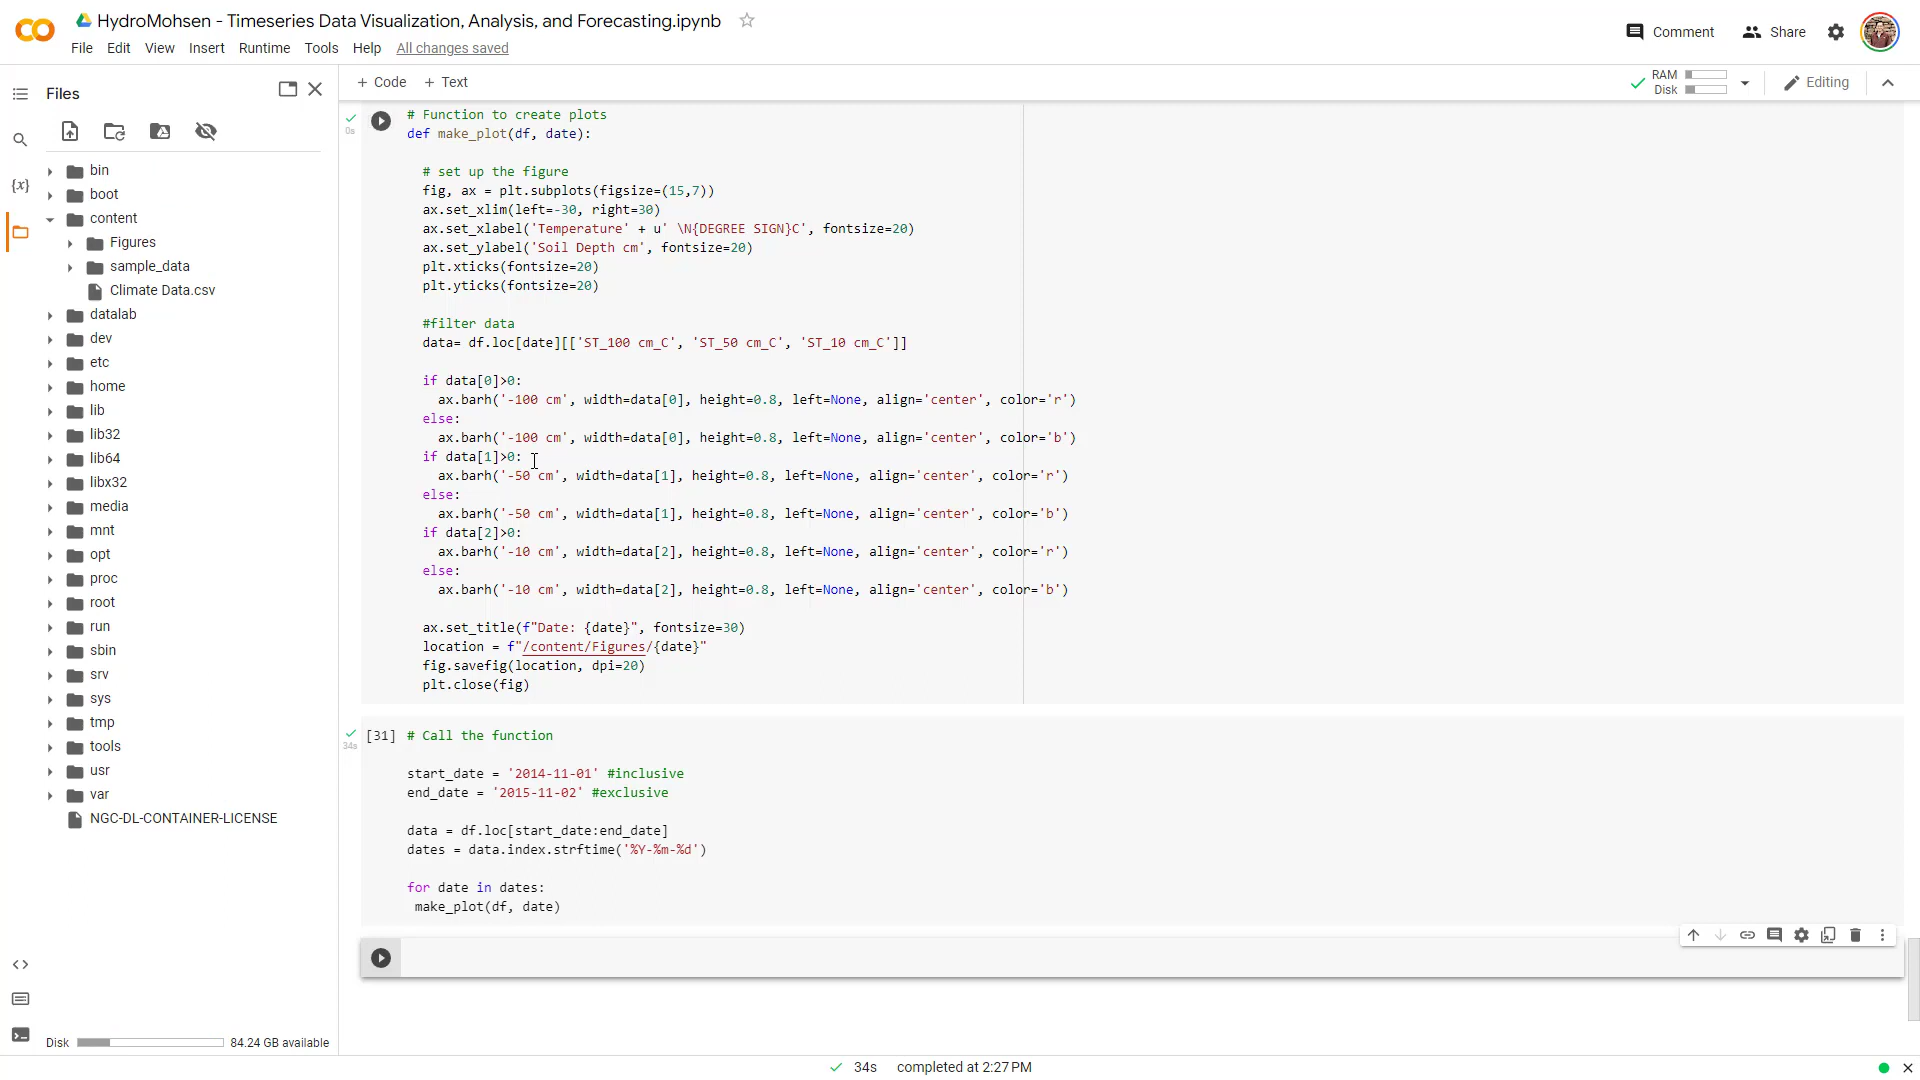 HydroMohsen - Timeseries Data Visualization, Analysis, and Forecasting.ipynb
File Edit View Insert Runtime Tools Help All changes saved
Comment Share
Files
+ Code + Text
RAM
Disk
Editing
bin
boot
content
Figures
sample_data
Climate Data.csv
datalab
dev
etc
home
lib
lib32
lib64
libx32
media
mnt
opt
proc
root
run
sbin
srv
sys
tmp
tools
usr
var
NGC-DL-CONTAINER-LICENSE
Disk 84.24 GB available
{x}
0s
# Function to create plots
def make_plot(df, date):
# set up the figure
fig, ax = plt.subplots(figsize=(15,7))
ax.set_xlim(left=-30, right=30)
ax.set_xlabel('Temperature' + u' \N{DEGREE SIGN}C', fontsize=20)
ax.set_ylabel('Soil Depth cm', fontsize=20)
plt.xticks(fontsize=20)
plt.yticks(fontsize=20)
#filter data
data= df.loc[date][['ST_100 cm_C', 'ST_50 cm_C', 'ST_10 cm_C']]
if data[0]>0:
ax.barh('-100 cm', width=data[0], height=0.8, left=None, align='center', color='r')
else:
ax.barh('-100 cm', width=data[0], height=0.8, left=None, align='center', color='b')
if data[1]>0:
ax.barh('-50 cm', width=data[1], height=0.8, left=None, align='center', color='r')
else:
ax.barh('-50 cm', width=data[1], height=0.8, left=None, align='center', color='b')
if data[2]>0:
ax.barh('-10 cm', width=data[2], height=0.8, left=None, align='center', color='r')
else:
ax.barh('-10 cm', width=data[2], height=0.8, left=None, align='center', color='b')
ax.set_title(f"Date: {date}", fontsize=30)
location = f"/content/Figures/{date}"
fig.savefig(location, dpi=20)
plt.close(fig)
34s
[31] # Call the function
start_date = '2014-11-01' #inclusive
end_date = '2015-11-02' #exclusive
data = df.loc[start_date:end_date]
dates = data.index.strftime('%Y-%m-%d')
for date in dates:
make_plot(df, date)
34s completed at 2:27 PM